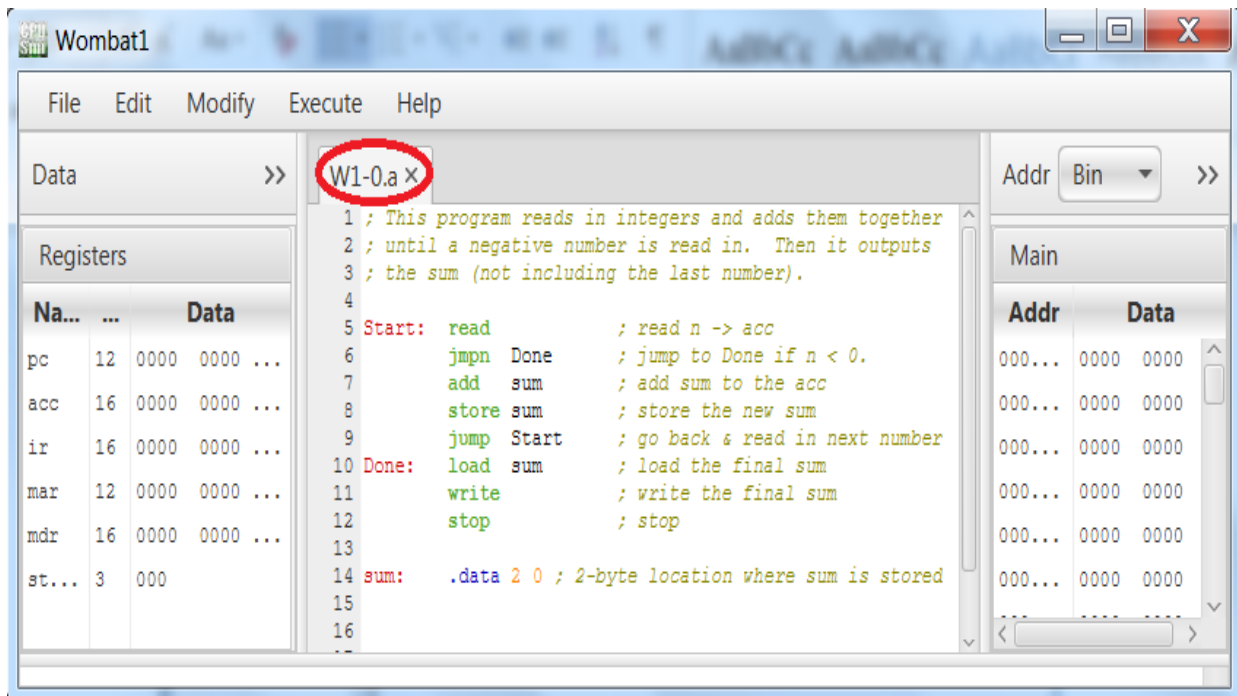 CPU Sim Wombat1
File Edit Modify Execute Help
Data >>
Registers
Na... ... Data
pc 12 0000 0000 ...
acc 16 0000 0000 ...
ir 16 0000 0000 ...
mar 12 0000 0000 ...
mdr 16 0000 0000 ...
st... 3 000
W1-0.a ×
1 ; This program reads in integers and adds them together
2 ; until a negative number is read in.  Then it outputs
3 ; the sum (not including the last number).
4
5 Start:  read            ; read n -> acc
6         jmpn  Done      ; jump to Done if n < 0.
7         add   sum       ; add sum to the acc
8         store sum       ; store the new sum
9         jump  Start     ; go back & read in next number
10 Done:   load  sum       ; load the final sum
11         write           ; write the final sum
12         stop            ; stop
13
14 sum:    .data 2 0 ; 2-byte location where sum is stored
15
16
Addr Bin >>
Main
Addr Data
000... 0000 0000
000... 0000 0000
000... 0000 0000
000... 0000 0000
000... 0000 0000
000... 0000 0000